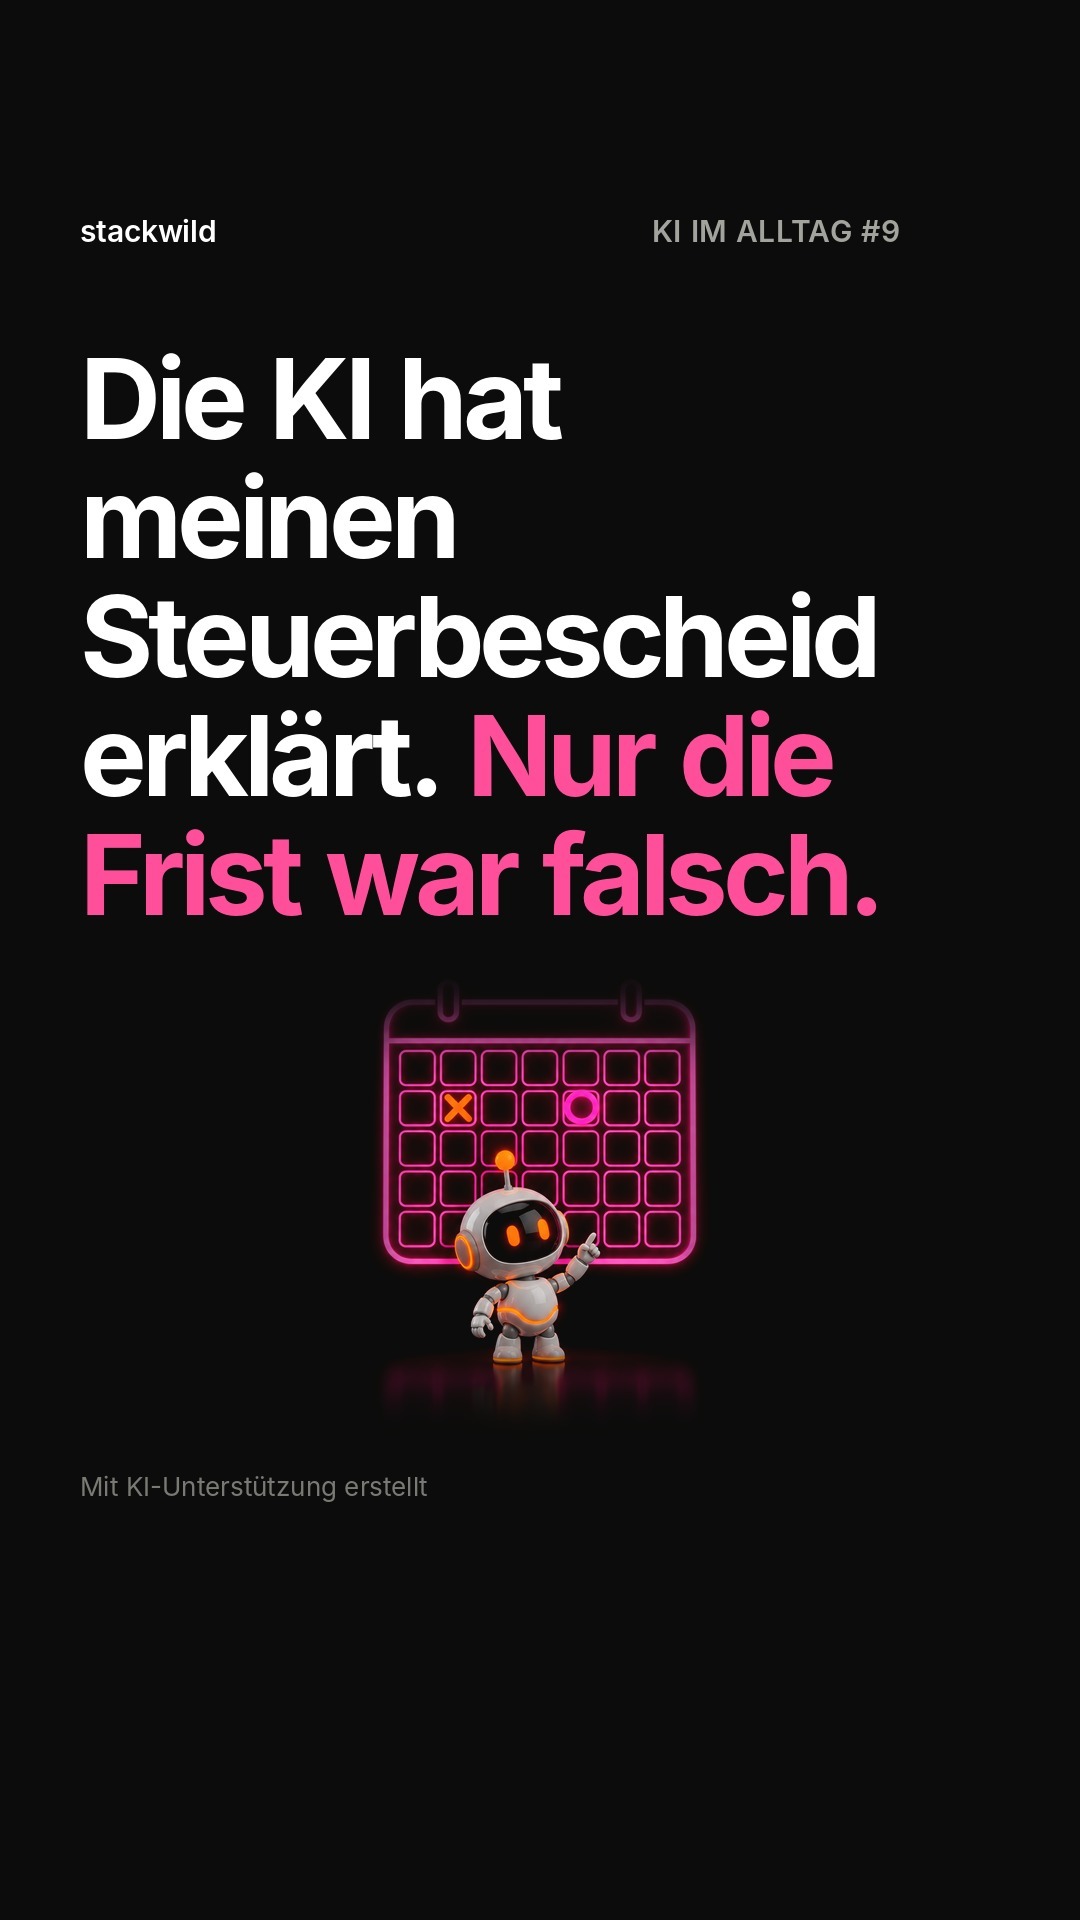 stackwild
KI IM ALLTAG #9
Die KI hat
meinen
Steuerbescheid
erklärt. Nur die
Frist war falsch.
Mit KI-Unterstützung erstellt